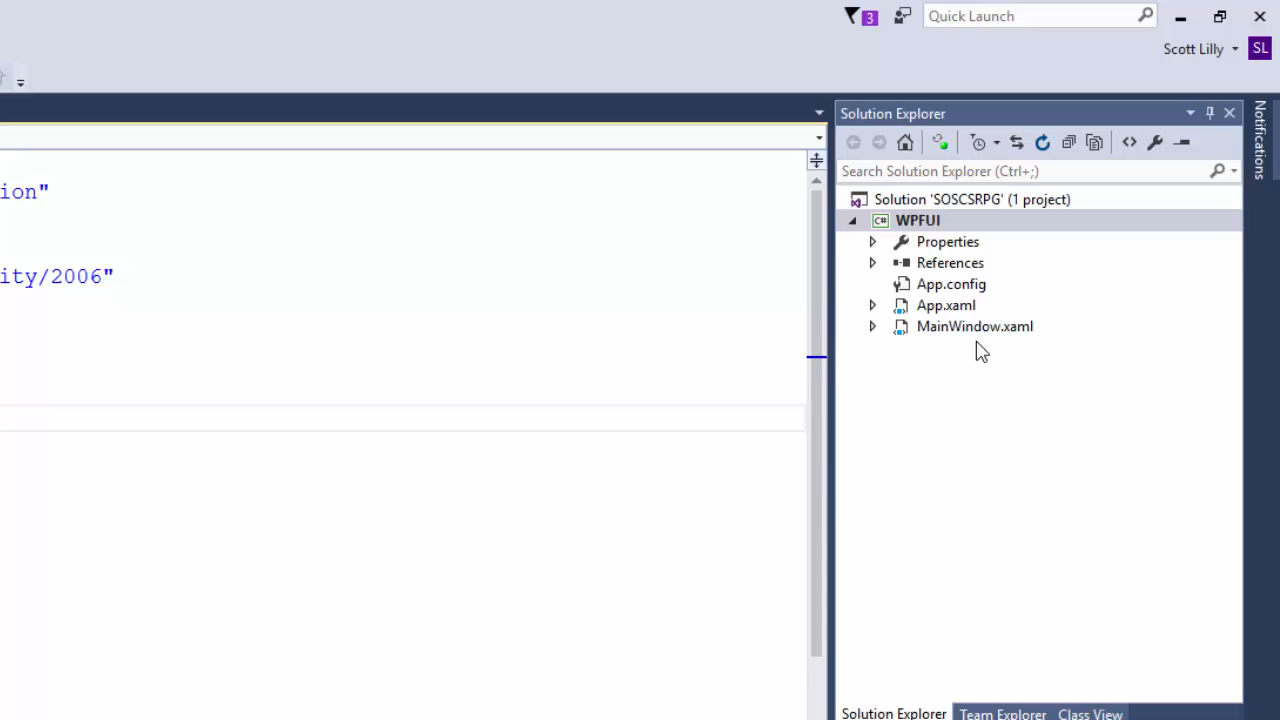 3
Quick Launch
Scott Lilly
SL
Solution Explorer
Notifications
Search Solution Explorer (Ctrl+;)
ion"
Solution 'SOSCSRPG' (1 project)
C# WPFUI
Properties
References
ity/2006"
App.config
App.xaml
MainWindow.xaml
Solution Explorer Team Explorer Class View